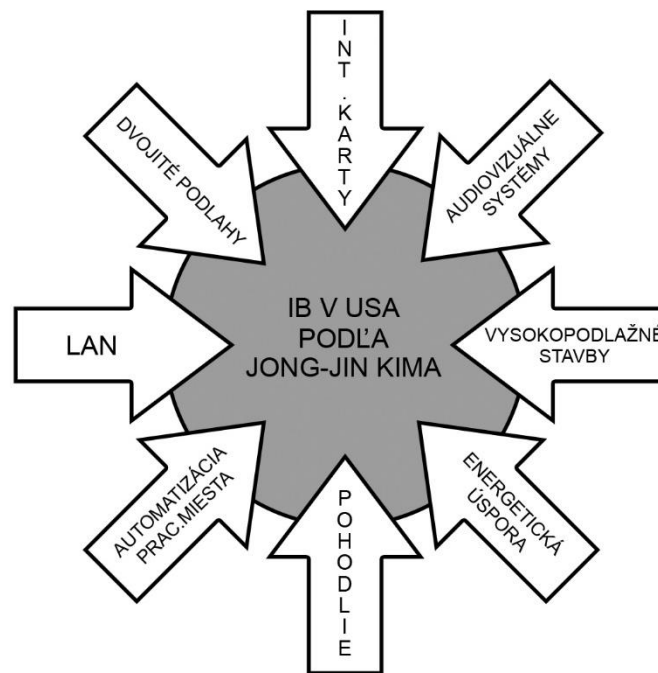 INT. KARTY
DVOJITÉ PODLAHY
AUDIOVIZUÁLNE
SYSTÉMY
LAN
IB V USA
PODĽA
JONG-JIN KIMA
VYSOKOPODLAŽNÉ
STAVBY
AUTOMATIZÁCIA
PRAC.MIESTA
POHODLIE
ENERGETICKÁ
ÚSPORA